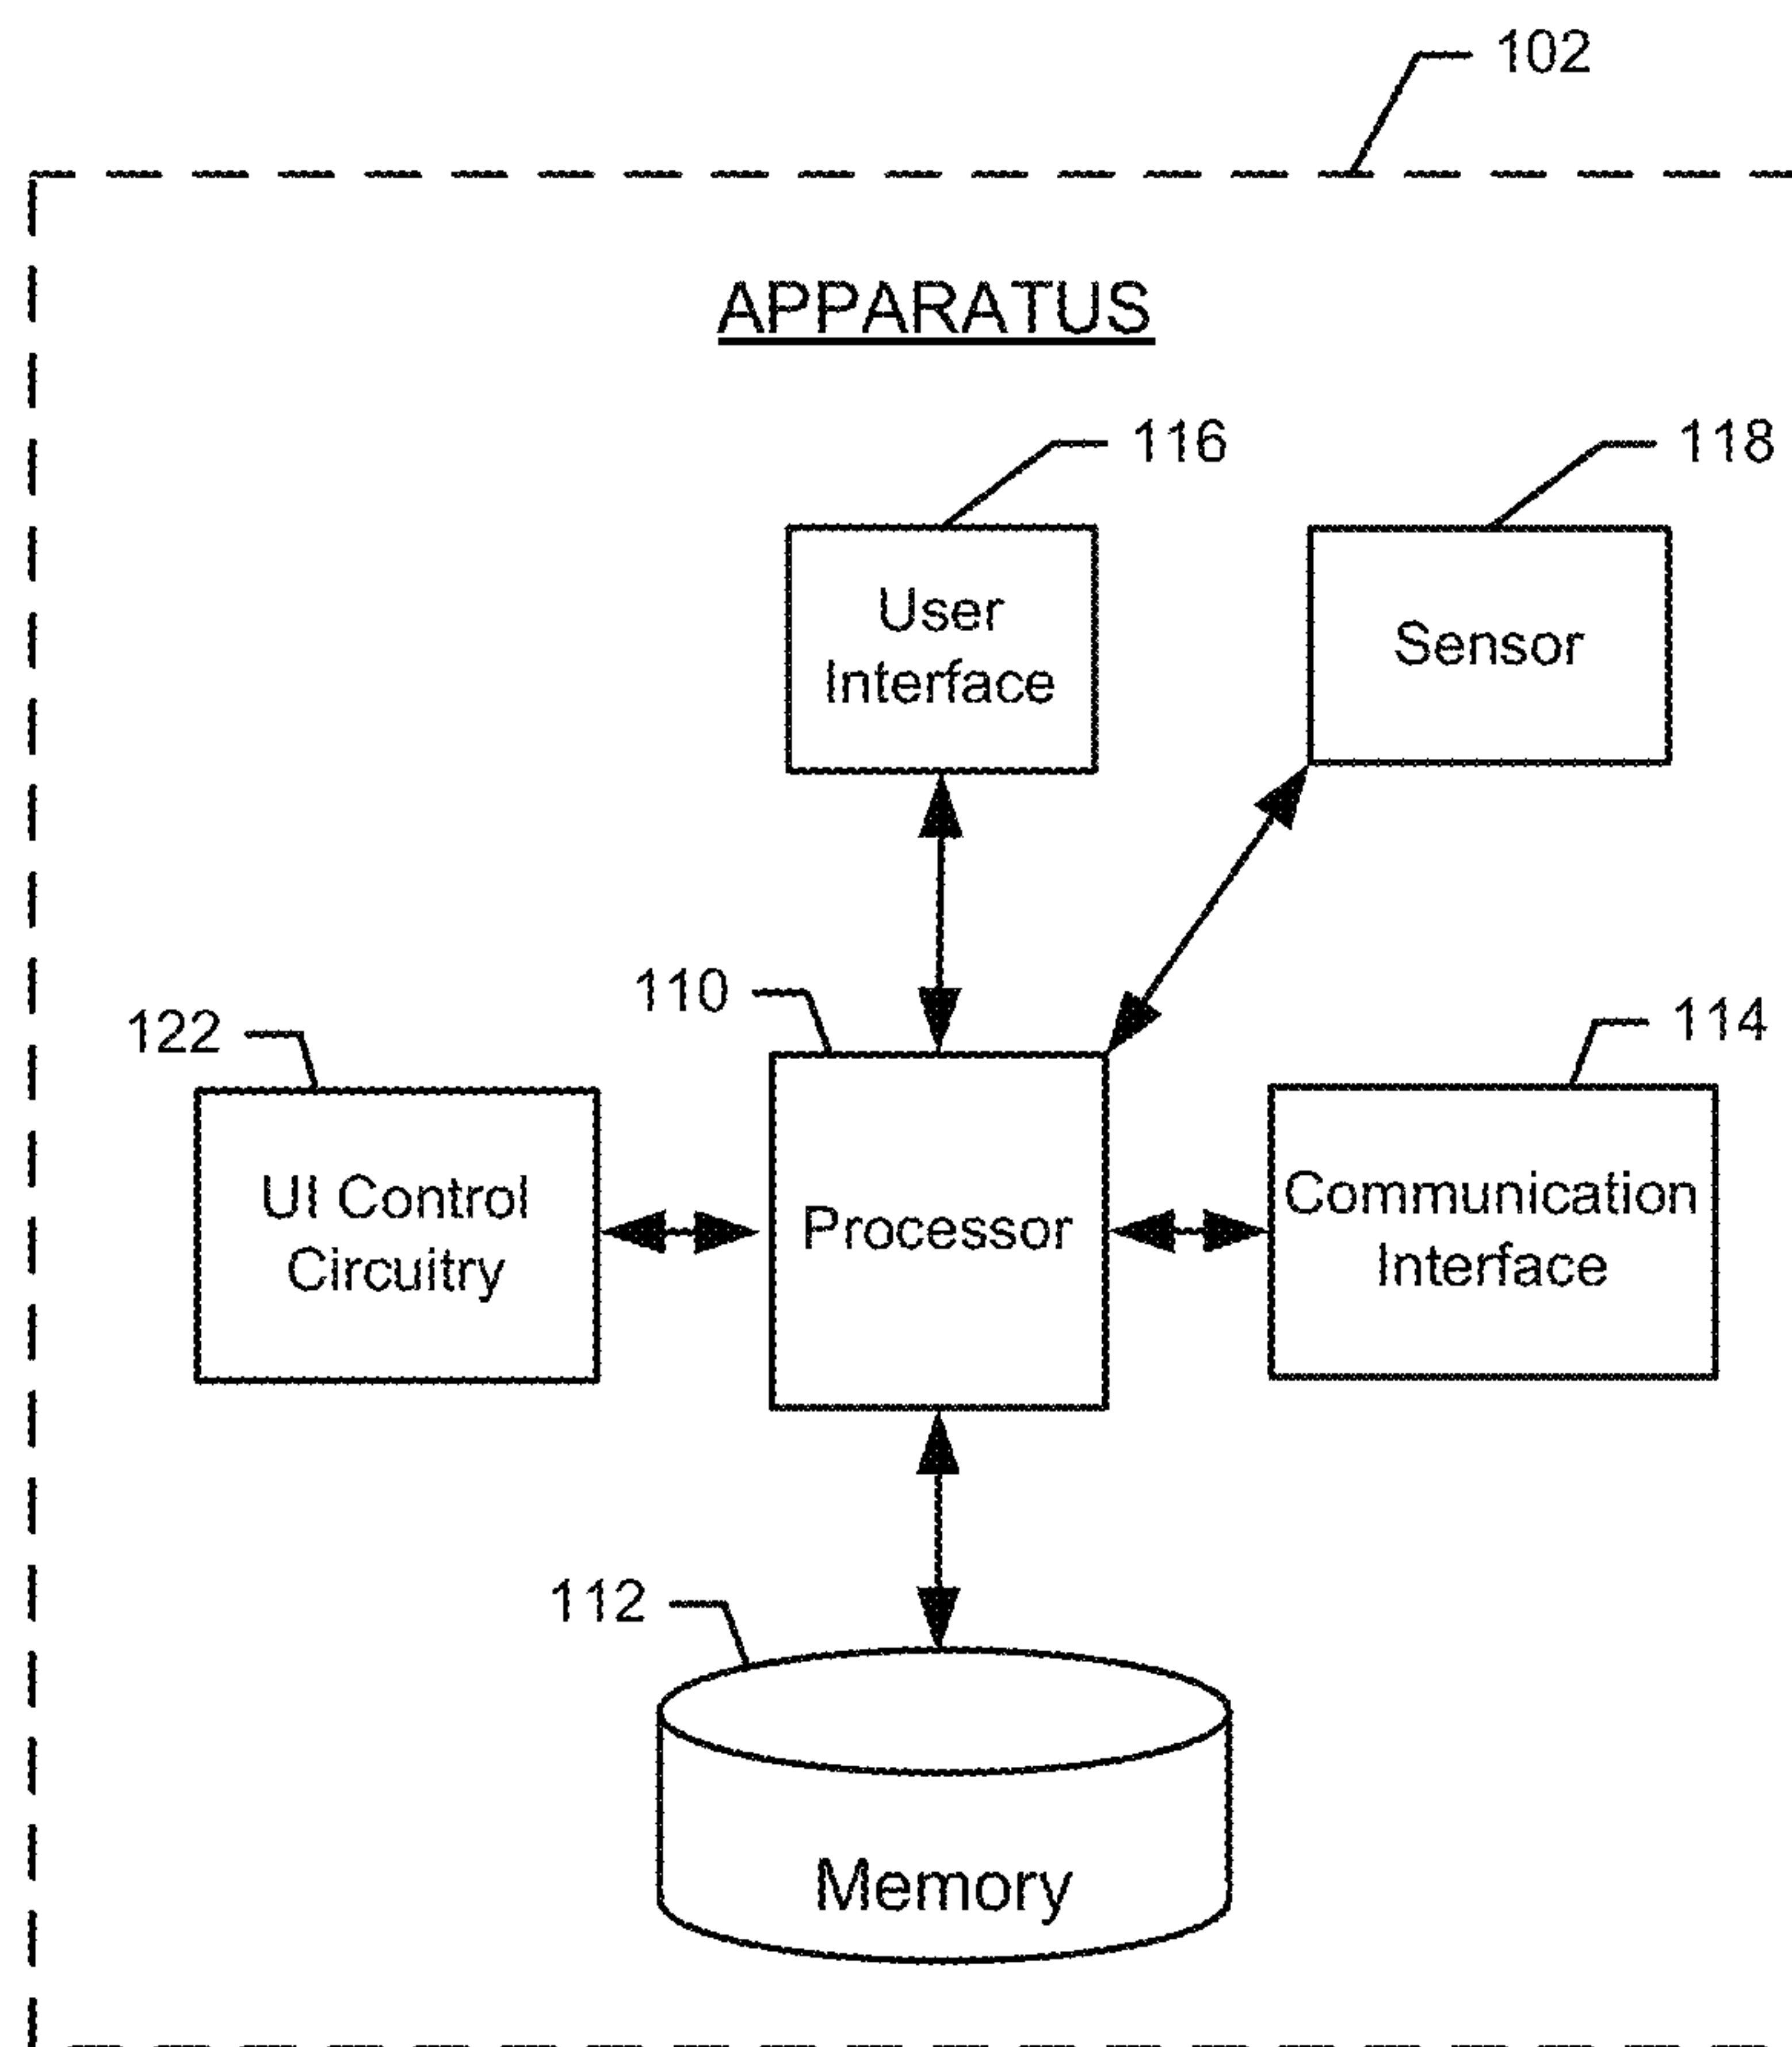 102
APPARATUS
116
118
User
Interface
Sensor
110
122
114
UI Control
Circuitry
Processor
Communication
Interface
112
Memory